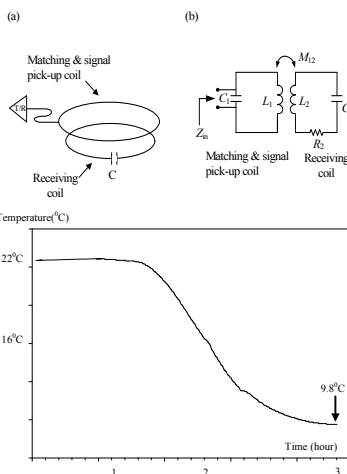 (a)
(b)
Matching & signal
pick-up coil
T/R
Receiving
coil
C
M12
C1
L1
L2
C
Zin
R2
Matching & signal
pick-up coil
Receiving
coil
Temperature(⁰C)
22⁰C
16⁰C
9.8⁰C
Time (hour)
1
2
3